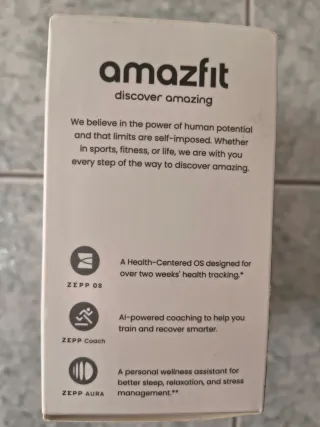 amazfit
discover amazing
We believe in the power of human potential
and that limits are self-imposed. Whether
in sports, fitness, or life, we are with you
every step of the way to discover amazing.
ZEPP OS
A Health-Centered OS designed for
over two weeks' health tracking.*
ZEPP Coach
AI-powered coaching to help you
train and recover smarter.
ZEPP AURA
A personal wellness assistant for
better sleep, relaxation, and stress
management.**